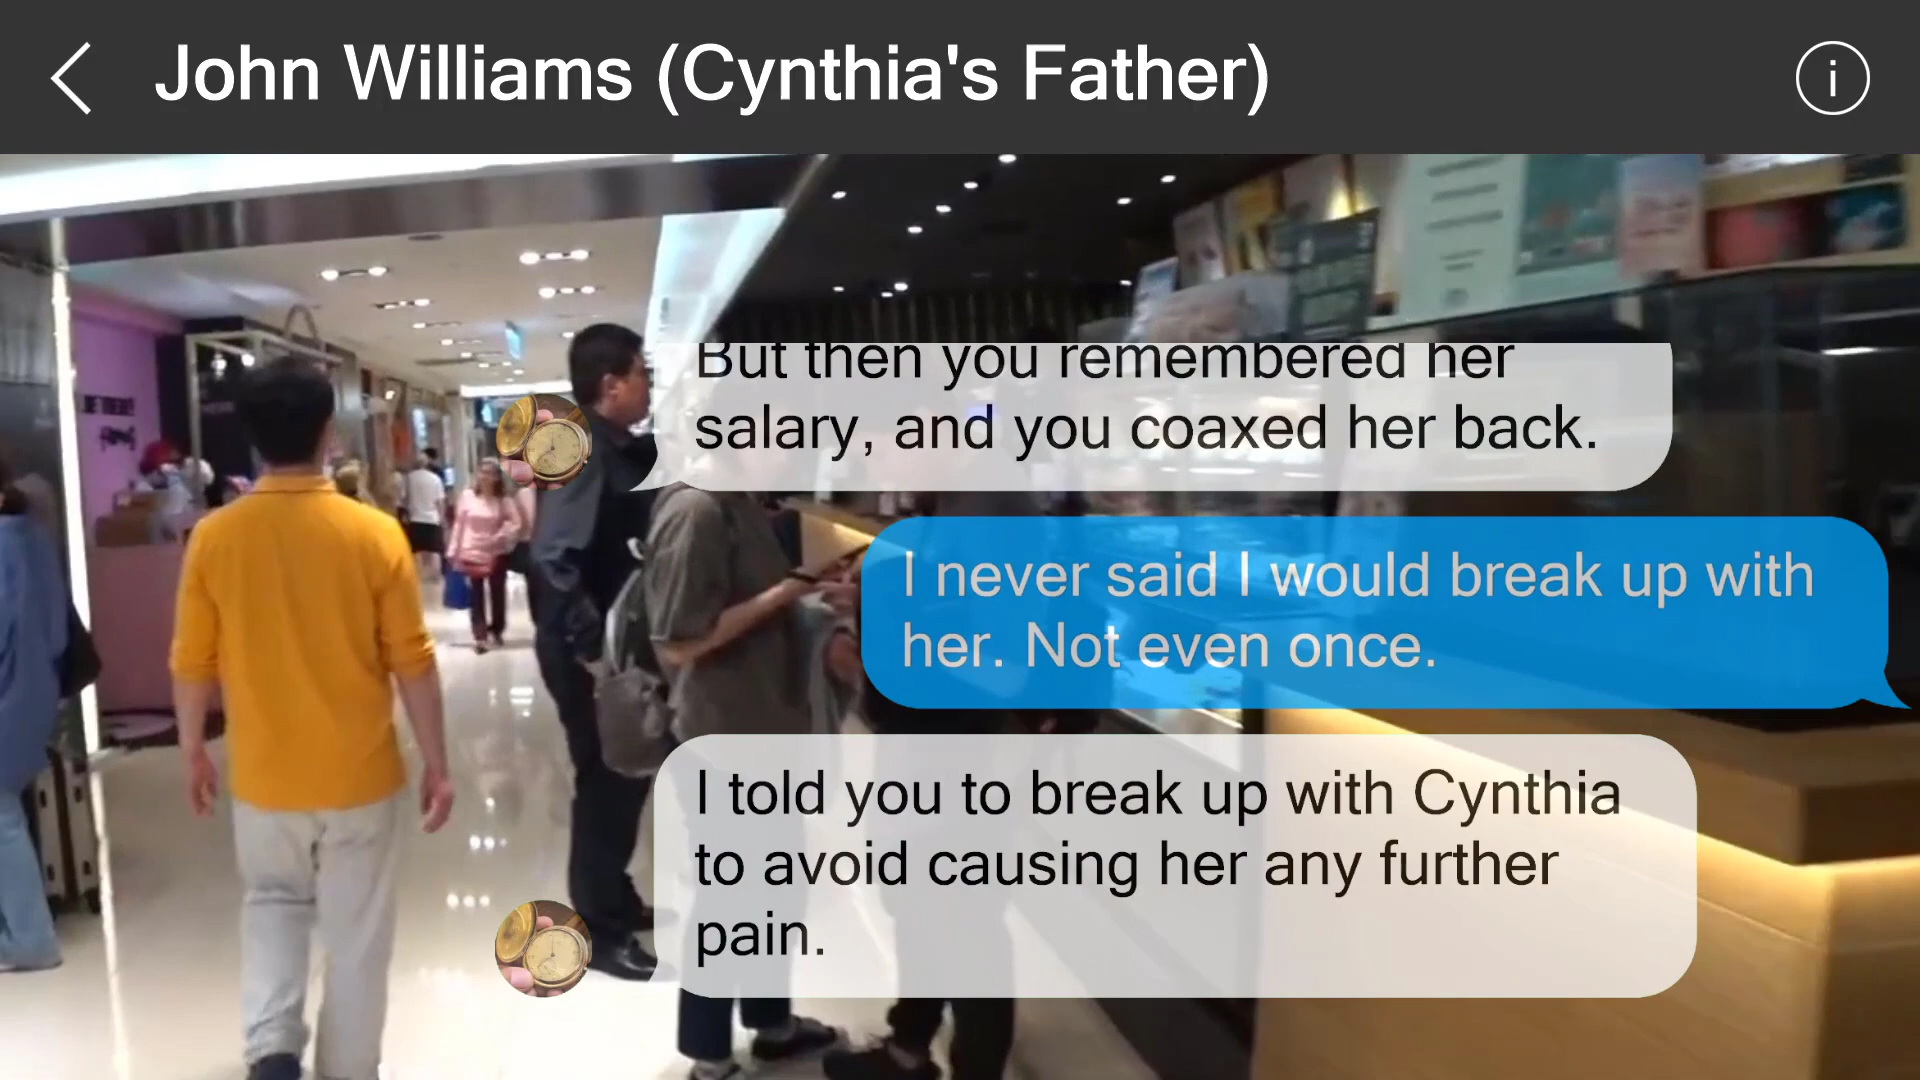 John Williams (Cynthia's Father)
But then you remembered her
salary, and you coaxed her back.
I never said I would break up with
her. Not even once.
I told you to break up with Cynthia
to avoid causing her any further
pain.